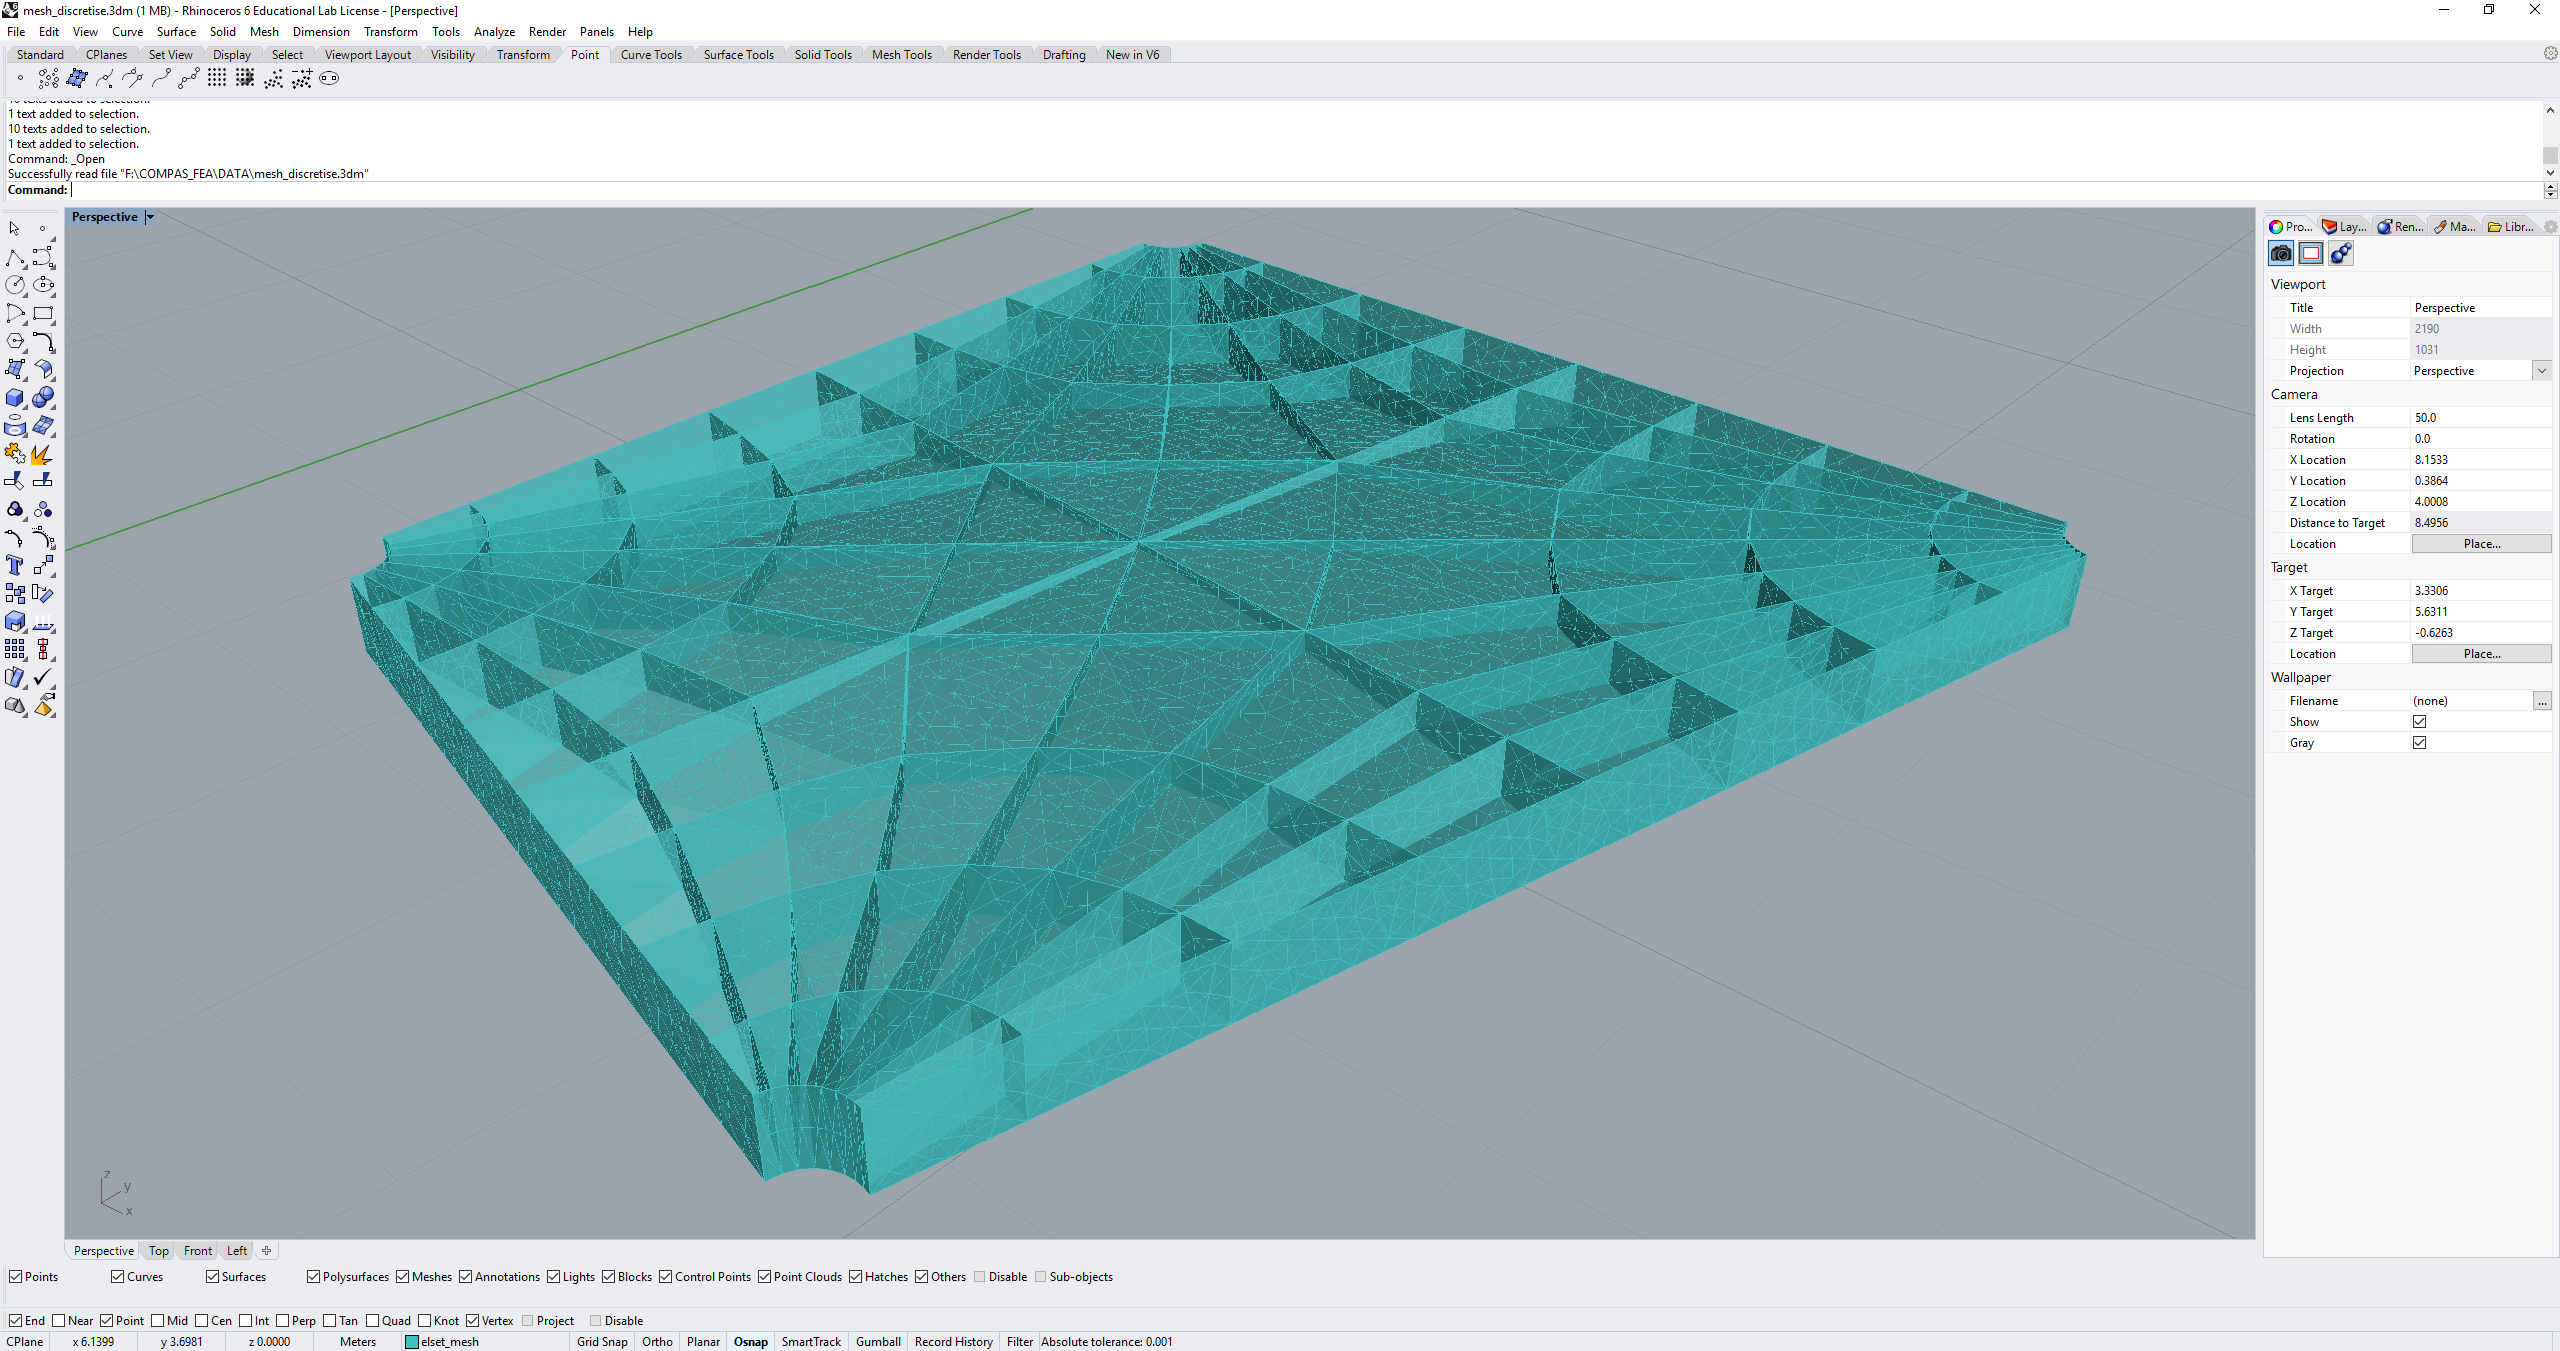 mesh_discretise.3dm (1 MB) - Rhinoceros 6 Educational Lab License - [Perspective]
File Edit View Curve Surface Solid Mesh Dimension Transform Tools Analyze Render Panels Help
Standard CPlanes Set View Display Select Viewport Layout Visibility Transform Point Curve Tools Surface Tools Solid Tools Mesh Tools Render Tools Drafting New in V6
10 texts added to selection.
1 text added to selection.
10 texts added to selection.
1 text added to selection.
Command: _Open
Successfully read file "F:\COMPAS_FEA\DATA\mesh_discretise.3dm"
Command:
Perspective
Pro... Lay... Ren... Ma... Libr...
Viewport
Title Perspective
Width 2190
Height 1031
Projection Perspective
Camera
Lens Length 50.0
Rotation 0.0
X Location 8.1533
Y Location 0.3864
Z Location 4.0008
Distance to Target 8.4956
Location Place...
Target
X Target 3.3306
Y Target 5.6311
Z Target -0.6263
Location Place...
Wallpaper
Filename (none) ...
Show
Gray
z
y
x
Perspective Top Front Left
Points Curves Surfaces Polysurfaces Meshes Annotations Lights Blocks Control Points Point Clouds Hatches Others Disable Sub-objects
End Near Point Mid Cen Int Perp Tan Quad Knot Vertex Project Disable
CPlane x 6.1399 y 3.6981 z 0.0000 Meters elset_mesh Grid Snap Ortho Planar Osnap SmartTrack Gumball Record History Filter Absolute tolerance: 0.001